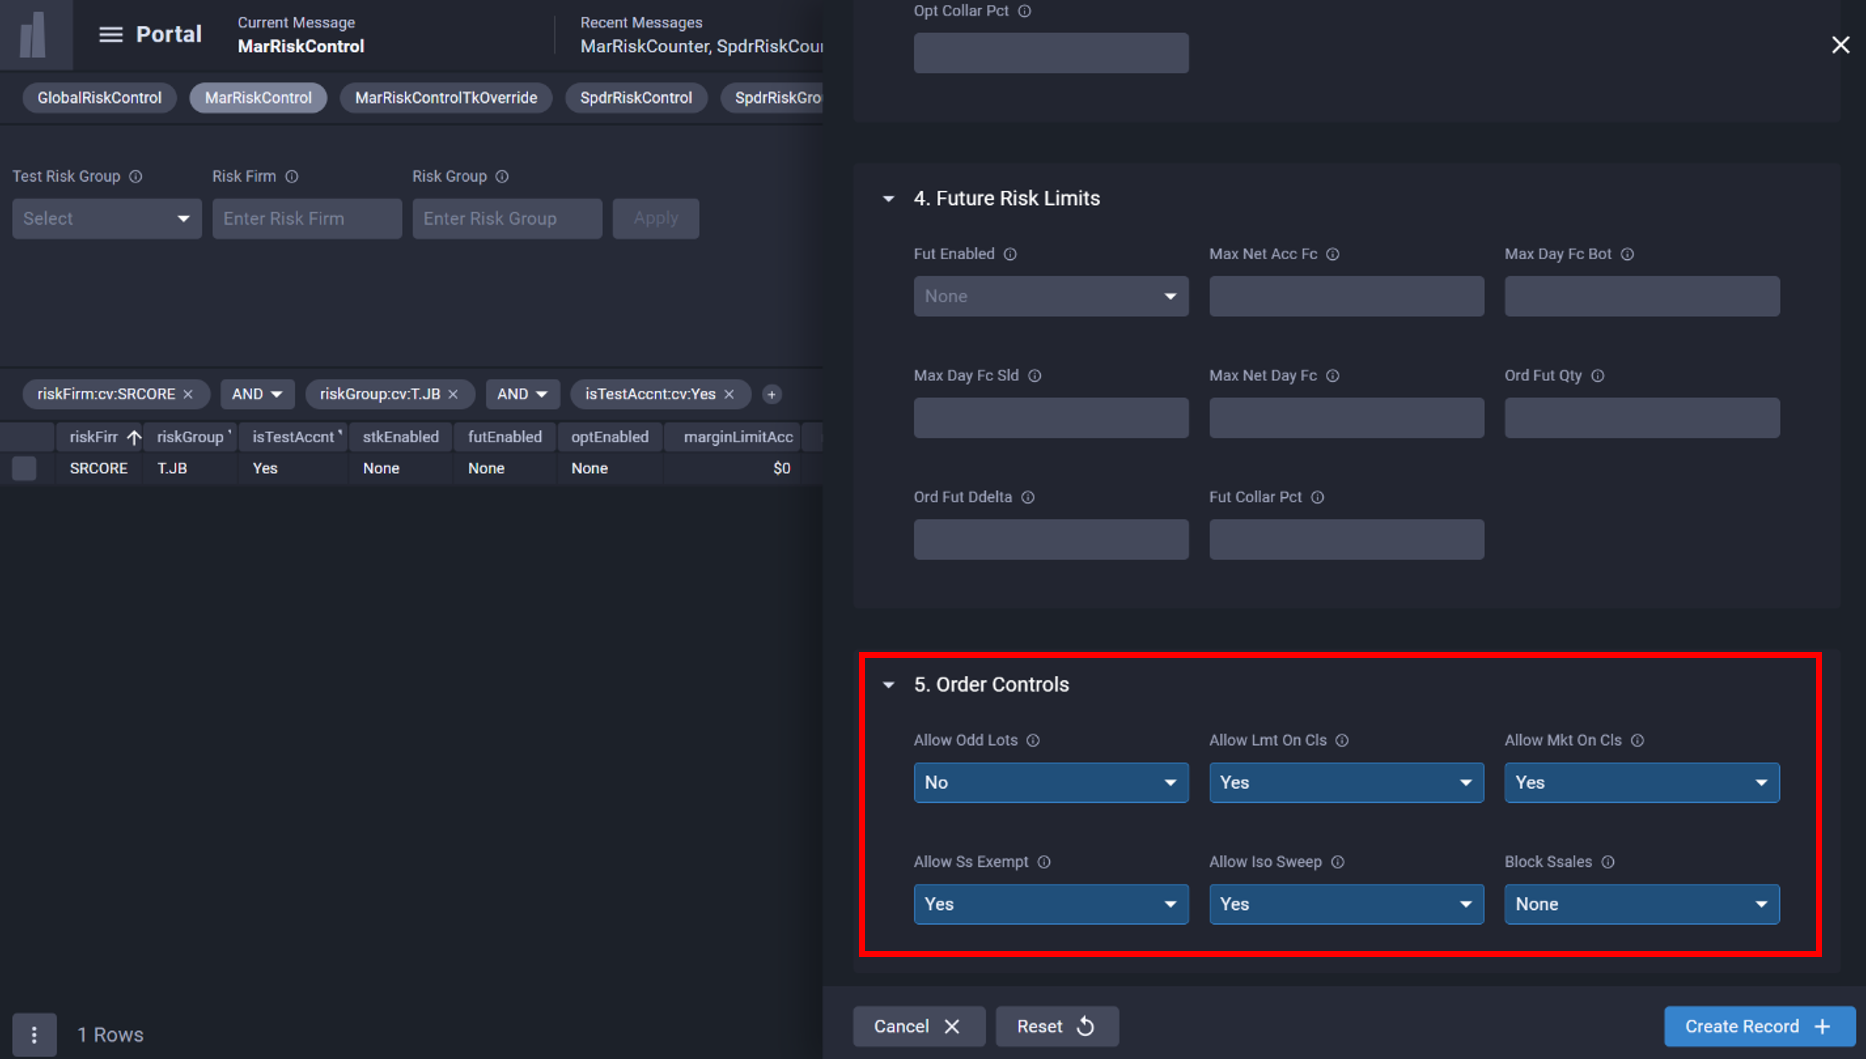 Portal
Current Message
MarRiskControl
Recent Messages
MarRiskCounter,
GlobalRiskControl
MarRiskControl
MarRiskControlTkOverride
SpdrRiskControl
Test Risk Group
Risk Firm
Risk Group
Select
Enter Risk Firm
Enter Risk Group
Apply
riskFirm:cv:SRCORE
AND
riskGroup:cv:T.JB
AND
isTestAccnt:cv:Yes
riskFirr riskGroup isTestAccnt stkEnabled futEnabled optEnabled marginLimitAcc
SRCORE T.JB Yes None None None $0
1 Rows
Opt Collar Pct
4. Future Risk Limits
Fut Enabled
Max Net Acc Fc
Max Day Fc Bot
None
Max Day Fc Sld
Max Net Day Fc
Ord Fut Qty
Ord Fut Ddelta
Fut Collar Pct
5. Order Controls
Allow Odd Lots
Allow Lmt On Cls
Allow Mkt On Cls
No
Yes
Yes
Allow Ss Exempt
Allow Iso Sweep
Block Ssales
Yes
Yes
None
Cancel
Reset
Create Record